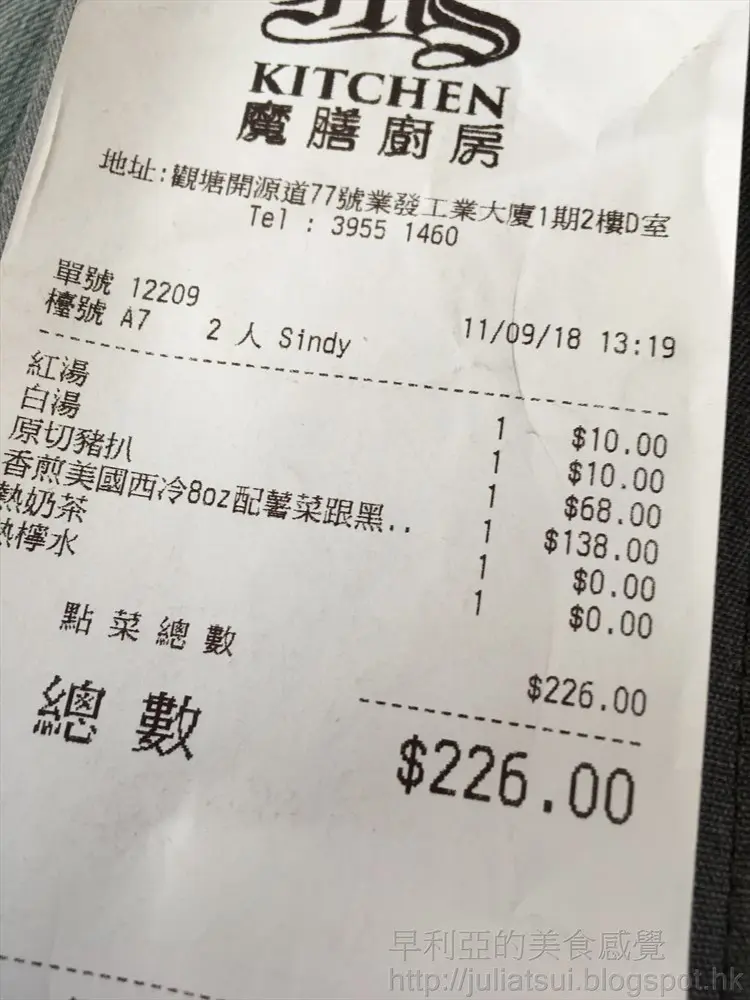 KITCHEN
魔膳廚房
地址:觀塘開源道77號業發工業大廈1期2樓D室
Tel : 3955 1460
單號 12209
檯號 A7 2 人 Sindy 11/09/18 13:19
紅湯 1 $10.00
白湯 1 $10.00
原切豬扒 1 $68.00
香煎美國西冷8oz配薯菜跟黑.. 1 $138.00
熱奶茶 1 $0.00
熱檸水 1 $0.00
點菜總數 $226.00
總數 $226.00
早利亞的美食感覺
http://juliatsui.blogspot.hk